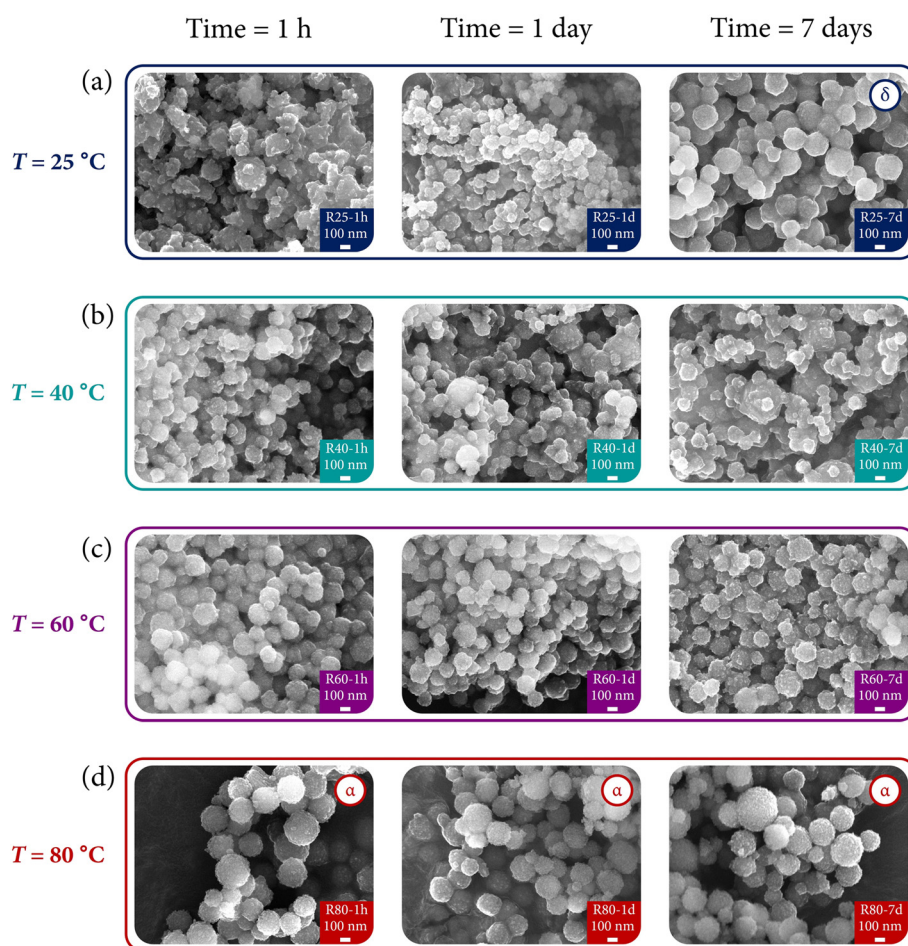 Time = 1 h Time = 1 day Time = 7 days
(a)
δ
T = 25 °C
R25-1h
100 nm
R25-1d
100 nm
R25-7d
100 nm
(b)
T = 40 °C
R40-1h
100 nm
R40-1d
100 nm
R40-7d
100 nm
(c)
T = 60 °C
R60-1h
100 nm
R60-1d
100 nm
R60-7d
100 nm
(d)
α
α
α
T = 80 °C
R80-1h
100 nm
R80-1d
100 nm
R80-7d
100 nm